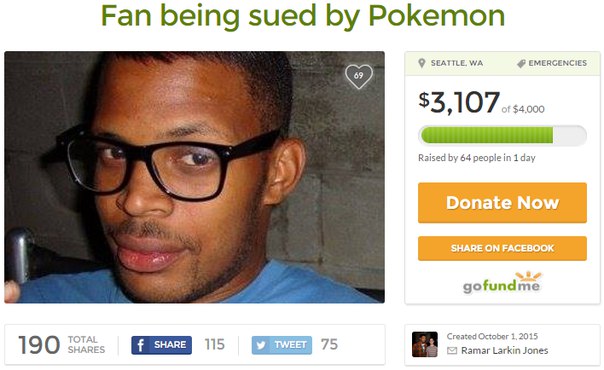 Fan being sued by Pokemon
69
SEATTLE, WA EMERGENCIES
$3,107 of $4,000
Raised by 64 people in 1 day
Donate Now
SHARE ON FACEBOOK
gofundme
190 TOTAL SHARES f SHARE 115 TWEET 75
Created October 1, 2015
Ramar Larkin Jones